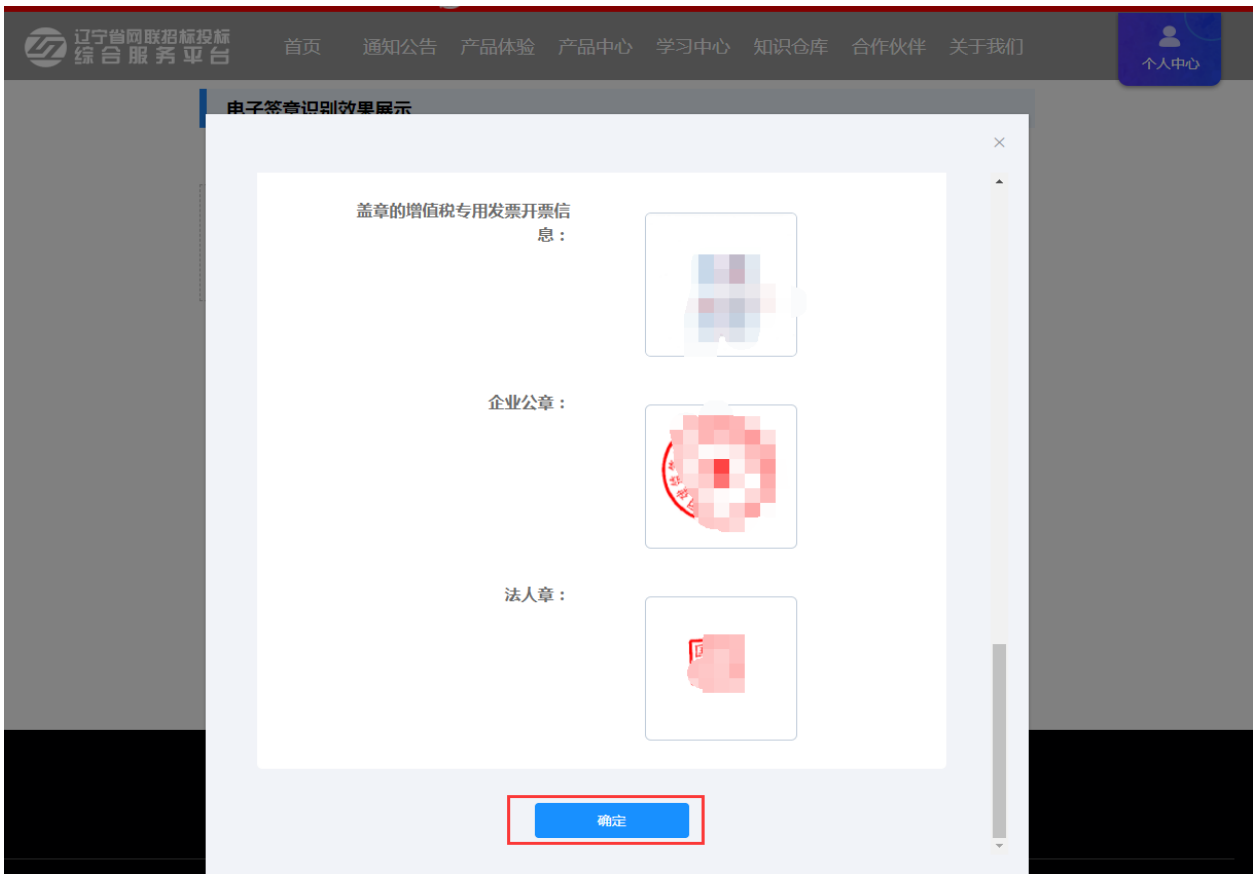 辽宁省网联招标投标
综合服务平台
首页 通知公告 产品体验 产品中心 学习中心 知识仓库 合作伙伴 关于我们
个人中心
电子签章识别效果展示
盖章的增值税专用发票开票信
息：
企业公章：
法人章：
确定